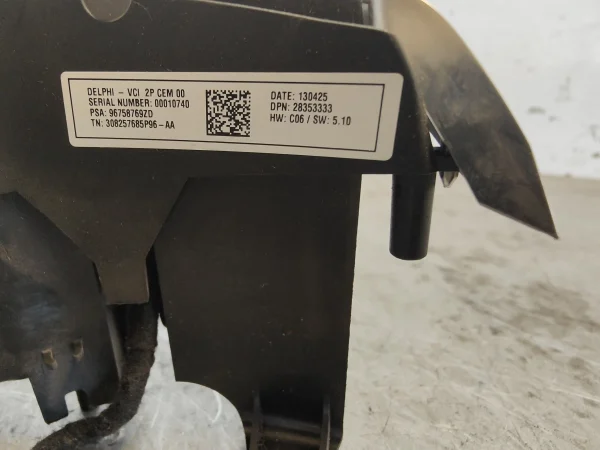 DELPHI - VCI 2P CEM 00
SERIAL NUMBER: 00010740
PSA: 96758769ZD
TN: 308257685P96-AA
DATE: 130425
DPN: 28353333
HW: C06 / SW: 5.10